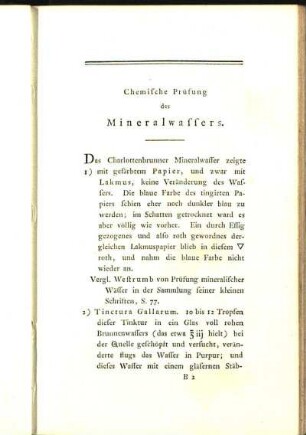 Chemiſche Prüfung
des
Mineralwaſſers.
Das Charlottenbrunner Mineralwaſſer zeigte
1) mit gefärbtem Papier, und zwar mit
Lakmus, keine Veränderung des Waſ-
ſers. Die blaue Farbe des tingirten Pa-
piers ſchien eher noch dunkler blau zu
werden; im Schatten getrocknet ward es
aber völlig wie vorher. Ein durch Eſſig
gezogenes und alſo roth gewordnes der-
gleichen Lakmuspapier blieb in dieſem ▽
roth, und nahm die blaue Farbe nicht
wieder an.
Vergl. Weſtrumb von Prüfung mineraliſcher
Wäſſer in der Sammlung ſeiner kleinen
Schriften, S. 77.
2) Tinctura Gallarum. 10 bis 12 Tropfen
dieſer Tinktur in ein Glas voll rohen
Brunnenwaſſers (das etwa ℥iij hielt) bei
der Quelle geſchöpft und verſucht, verän-
derte flugs das Waſſer in Purpur; und
dieſes Waſſer mit einem gläſernen Stäb-
H 2